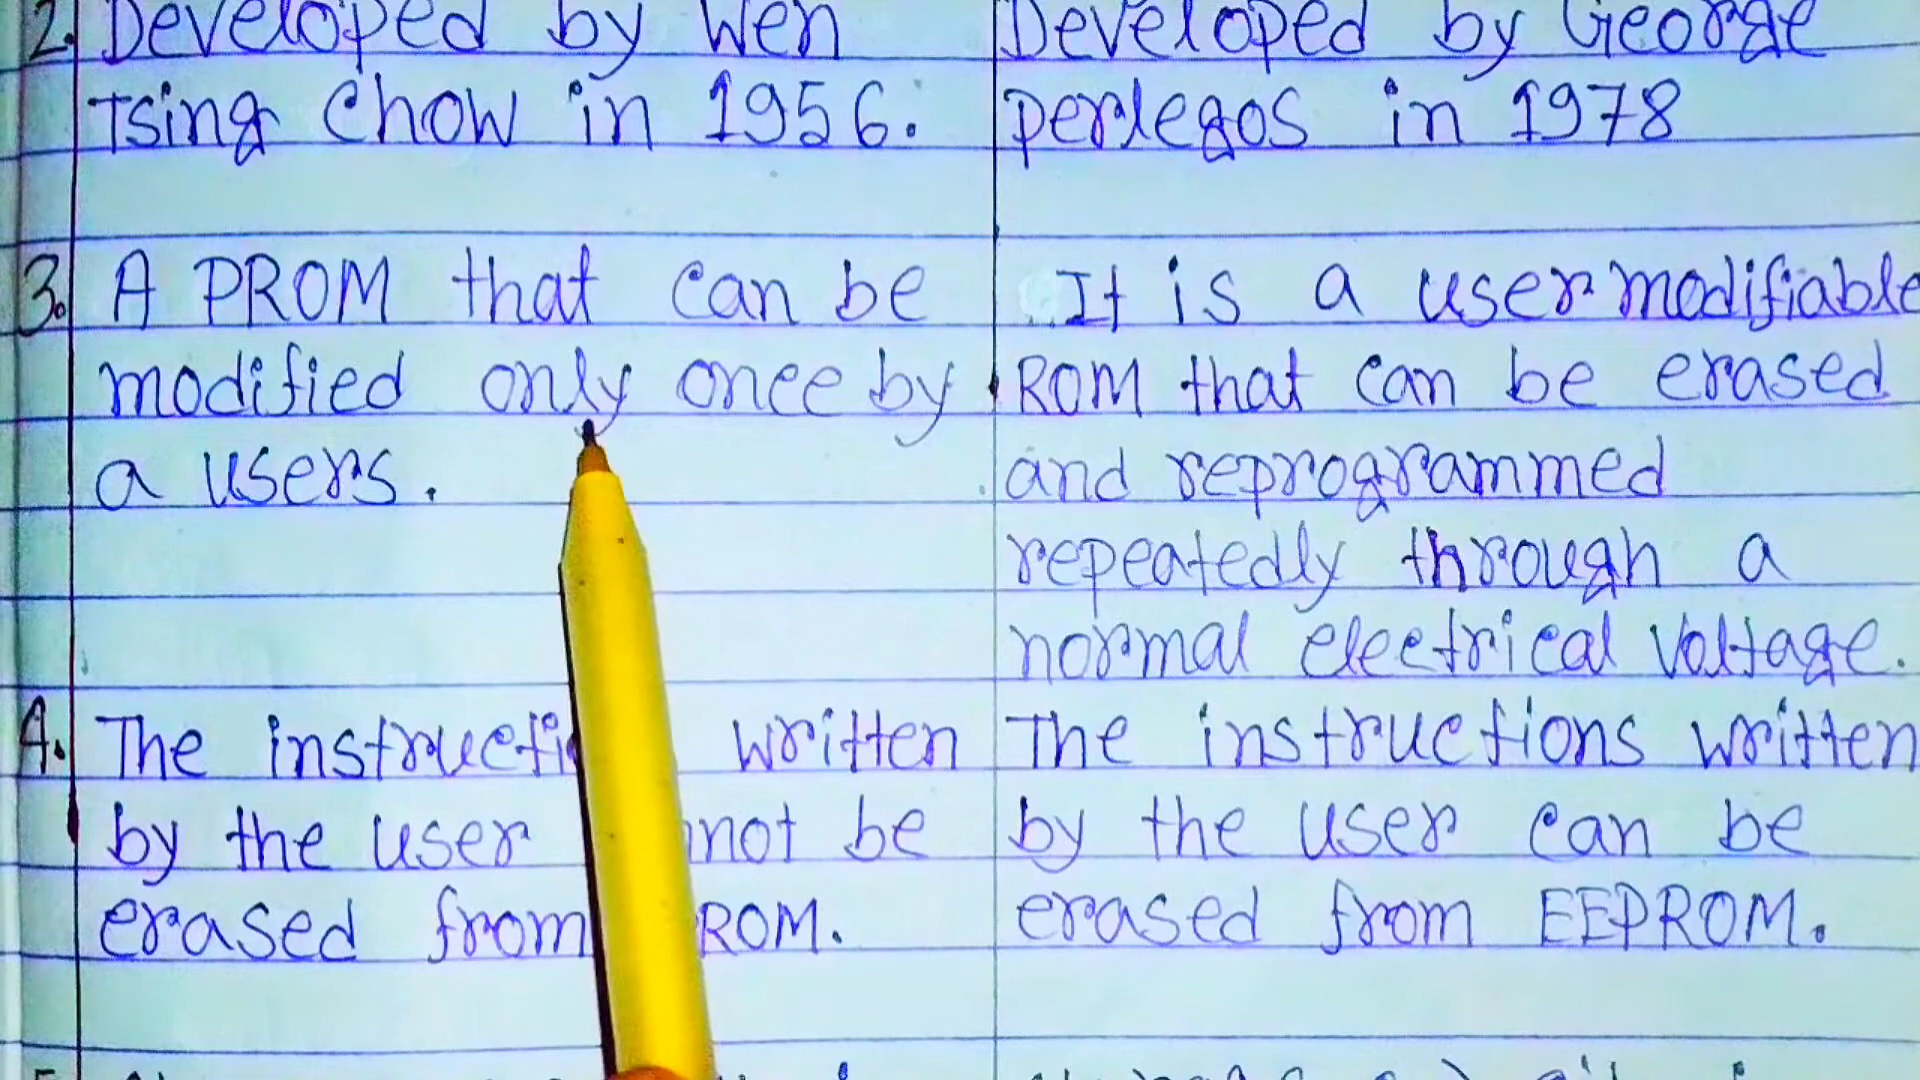 2. Developed by Wen
Tsing Chow in 1956.
Developed by George
perlegos in 1978
3. A PROM that can be
modified only once by
a users.
It is a user modifiable
ROM that can be erased
and reprogrammed
repeatedly through a
normal electrical voltage.
4. The written
by the user be
erased from
The instructions written
by the user can be
erased from EEPROM.